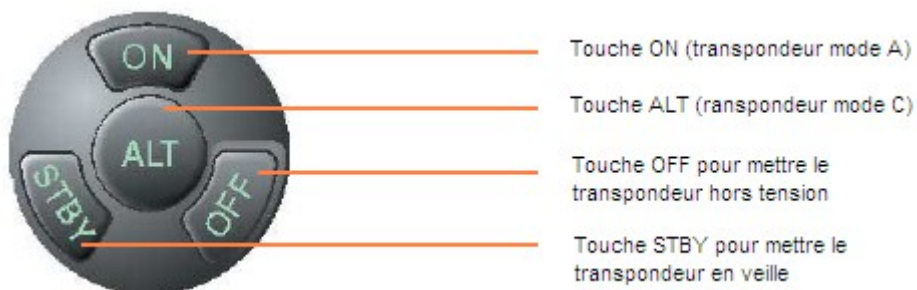 ON
Touche ON (transpondeur mode A)
ALT
Touche ALT (ranspondeur mode C)
OFF
Touche OFF pour mettre le
transpondeur hors tension
STBY
Touche STBY pour mettre le
transpondeur en veille